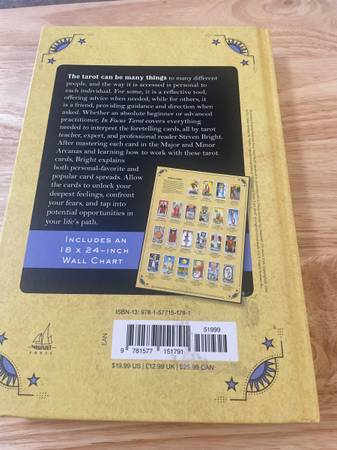 The tarot can be many things to many different
people, and the way it is accessed is personal to
each individual. For some, it is a reflective tool,
offering advice when needed; while for others, it
is a friend, providing guidance and direction when
asked. Whether an absolute beginner or advanced
practitioner, In Focus Tarot covers everything
needed to interpret the foretelling cards, all by tarot
teacher, expert, and professional reader Steven Bright.
After mastering each card in the Major and Minor
Arcanas and learning how to work with these tarot
cards, Bright explains
both personal-favorite and
popular card spreads. Allow
the cards to unlock your
deepest feelings, confront
your fears, and tap into
potential opportunities in
your life's path.
INCLUDES AN
18 X 24-INCH
WALL CHART
ISBN-13: 978-1-57715-179-1
EAN
51999
9 781577 151791
$19.99 US | £12.99 UK | $25.99 CAN